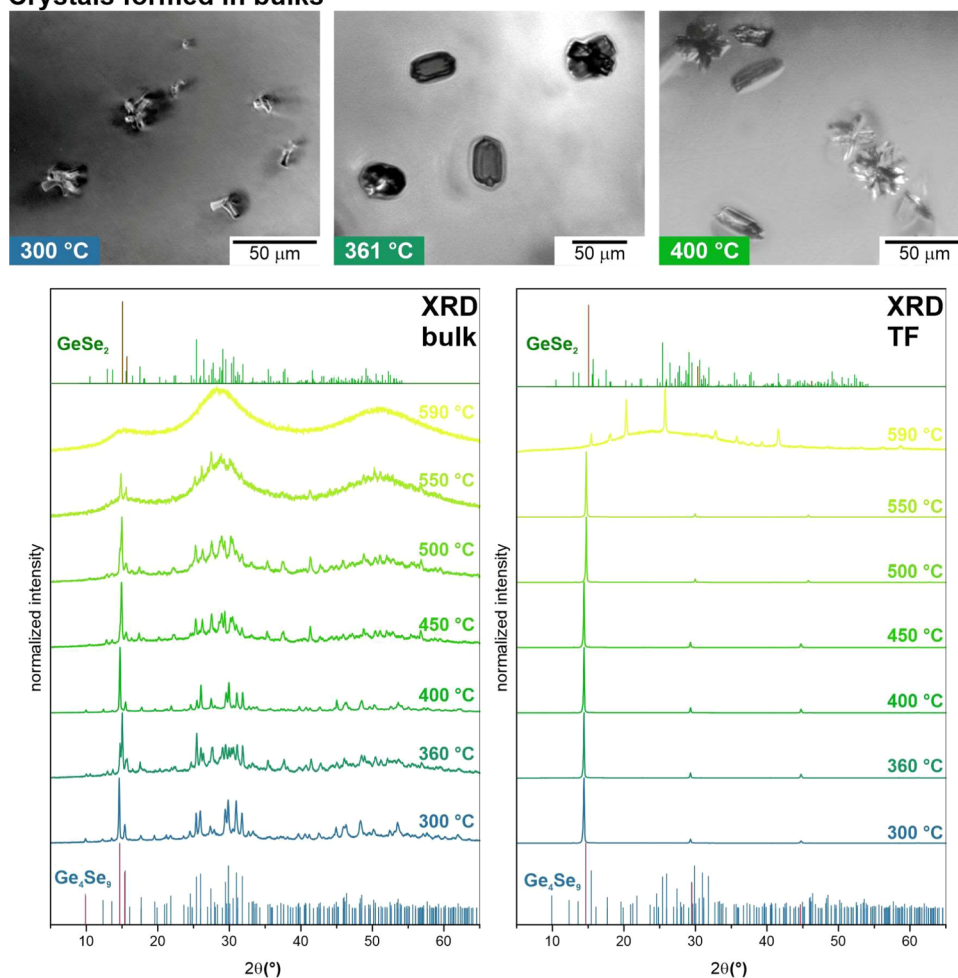 Crystals formed in bulks
300 °C
50 µm
361 °C
50 µm
400 °C
50 µm
XRD
bulk
GeSe₂
590 °C
550 °C
500 °C
450 °C
400 °C
360 °C
300 °C
Ge₄Se₉
normalized intensity
10 20 30 40 50 60
2θ(°)
XRD
TF
GeSe₂
590 °C
550 °C
500 °C
450 °C
400 °C
360 °C
300 °C
Ge₄Se₉
normalized intensity
10 20 30 40 50 60
2θ(°)